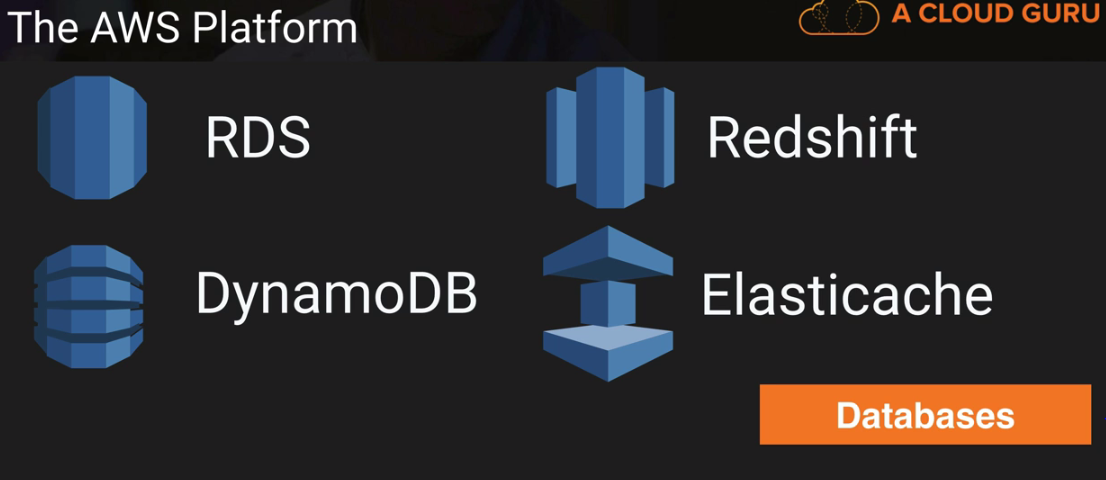 The AWS Platform
A CLOUD GURU
RDS
Redshift
DynamoDB
Elasticache
Databases